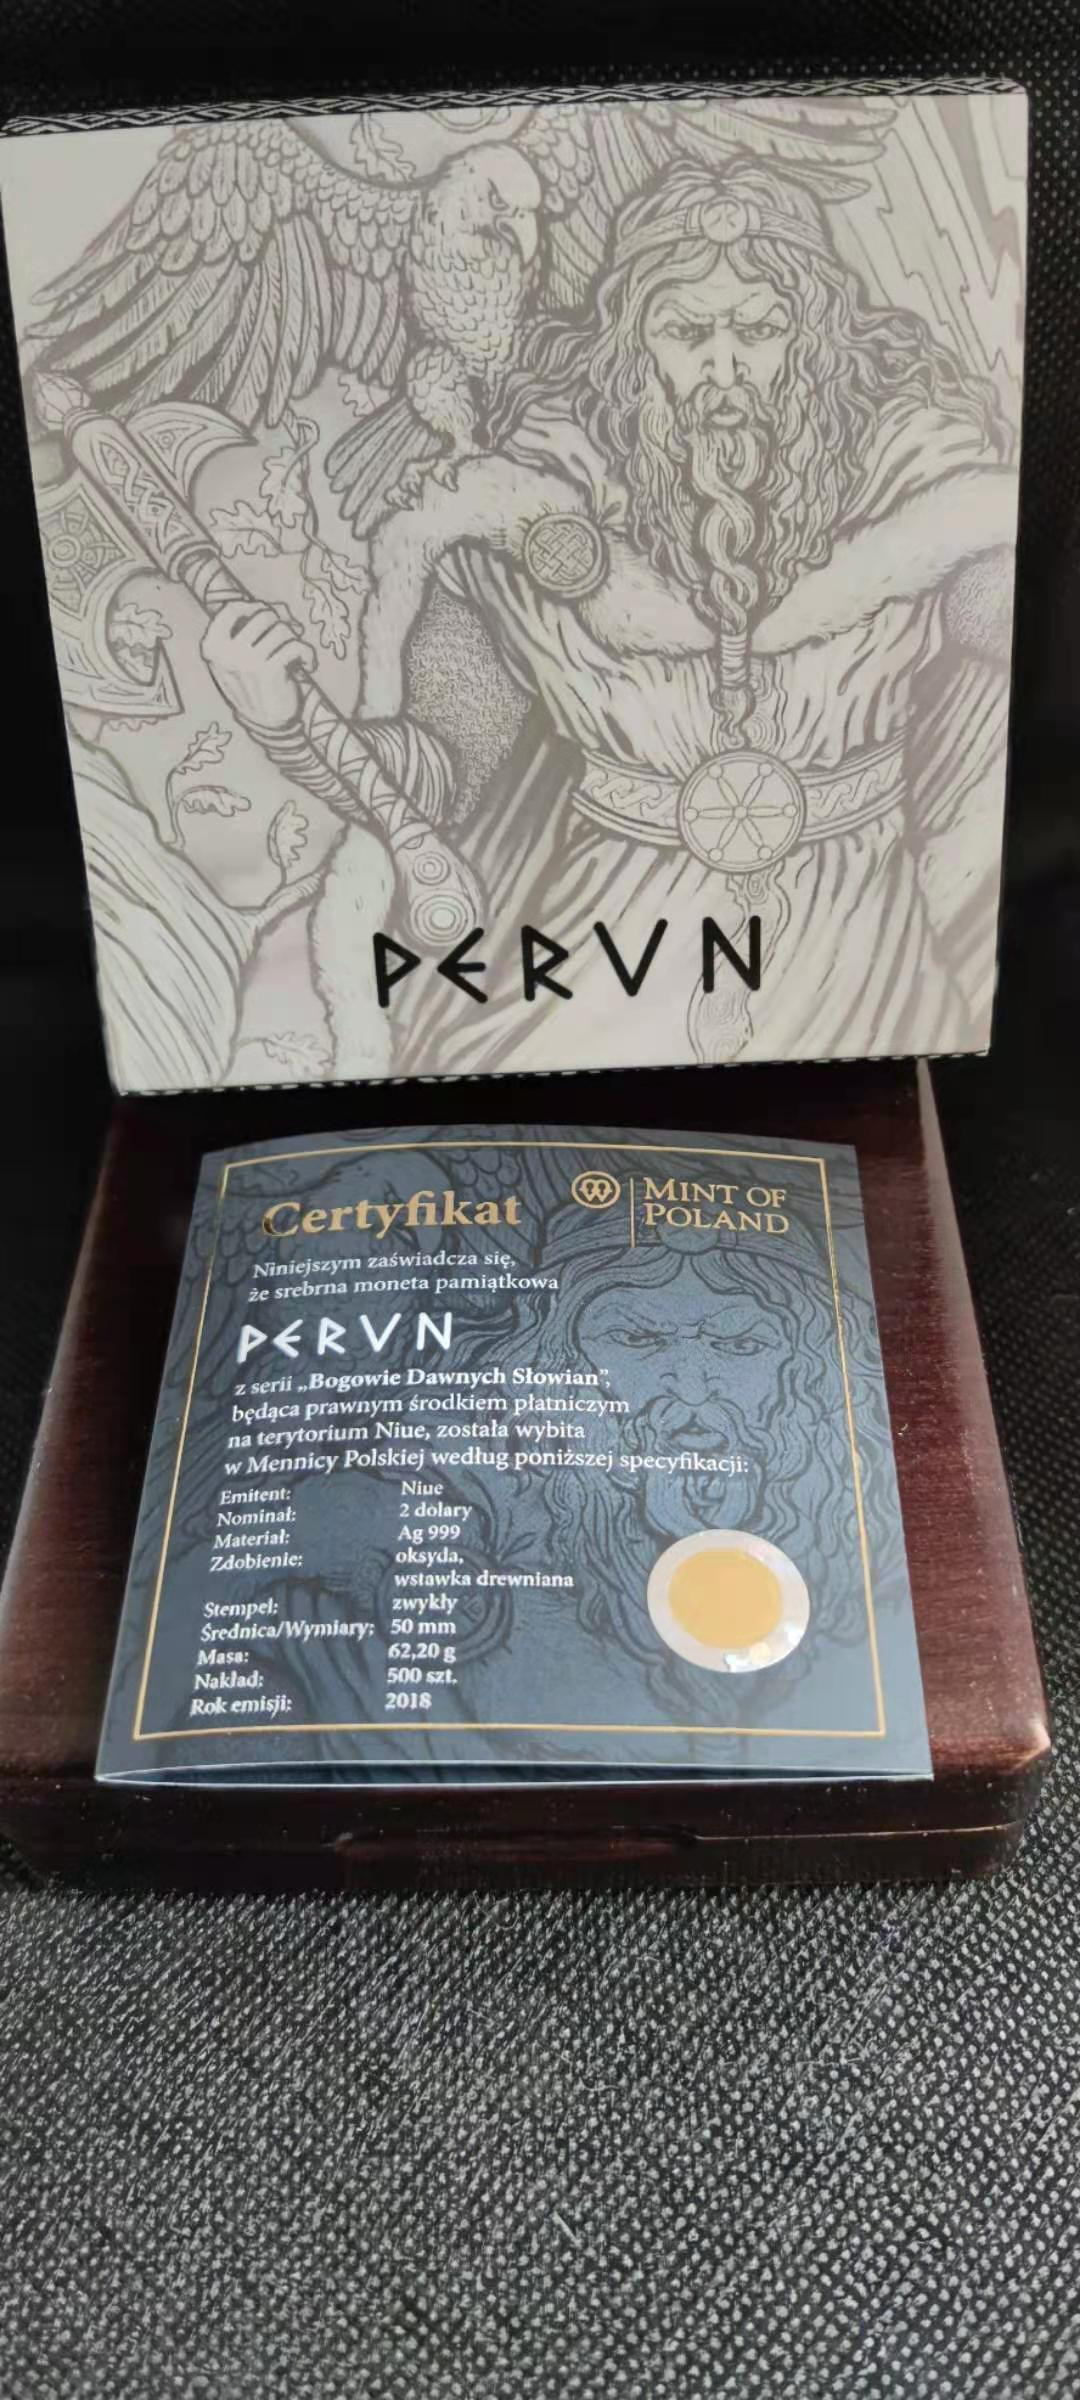 PERVN
Certyfikat
MINT OF
POLAND
Niniejszym zaświadcza się,
że srebrna moneta pamiątkowa
PERVN
z serii „Bogowie Dawnych Słowian”,
będąca prawnym środkiem płatniczym
na terytorium Niue, została wybita
w Mennicy Polskiej według poniższej specyfikacji:
Emitent: Niue
Nominał: 2 dolary
Materiał: Ag 999
Zdobienie: oksyda,
wstawka drewniana
Stempel: zwykły
Średnica/Wymiary: 50 mm
Masa: 62,20 g
Nakład: 500 szt.
Rok emisji: 2018